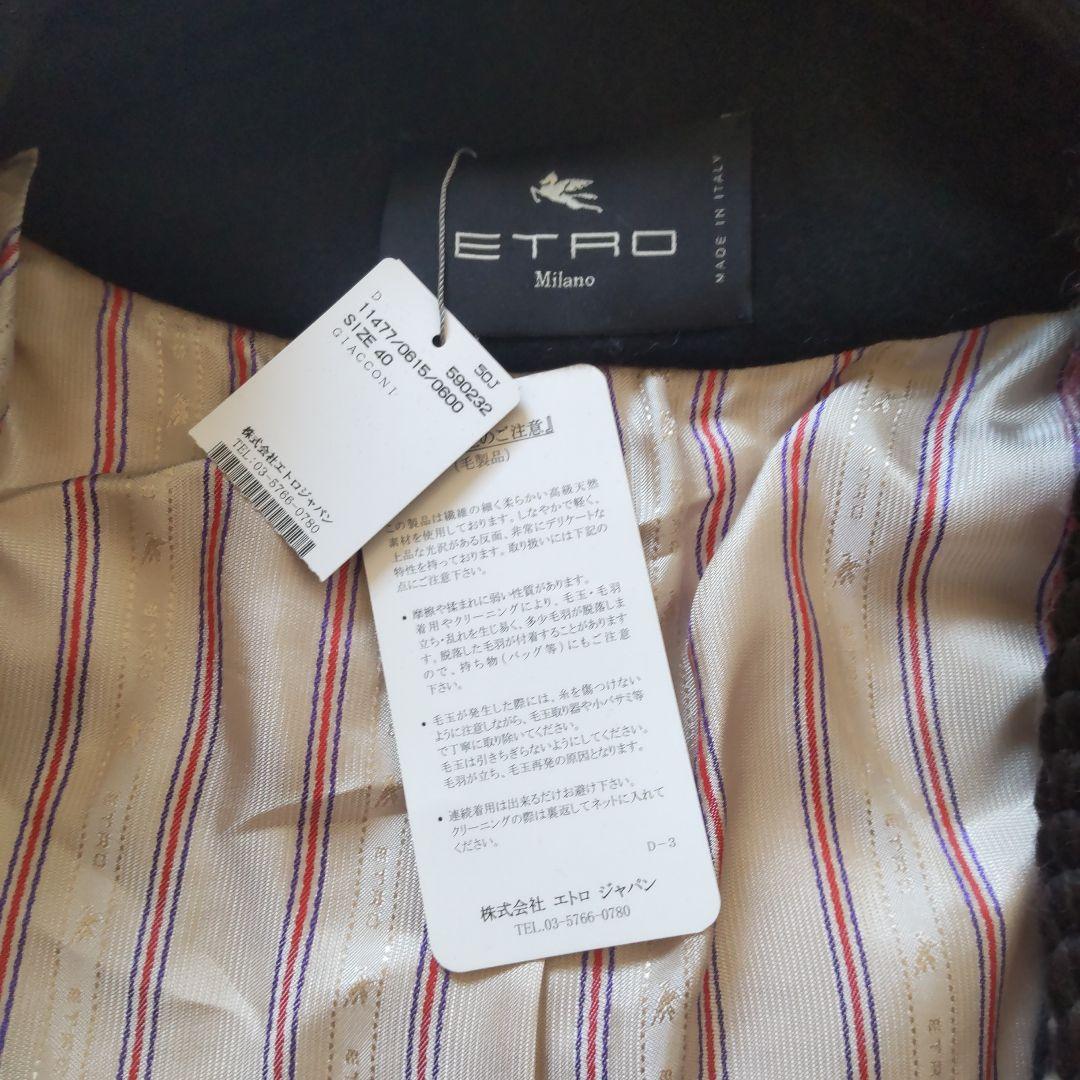 ETRO
Milano
MADE IN ITALY
D
50J
11477/0615/0600
590232
SIZE 40
GIACCONI
株式会社エトロジャパン
TEL:03-5766-0780
のご注意』
(毛製品)
この製品は繊維の細く柔らかい高級天然
素材を使用しております。しなやかで軽く、
上品な光沢がある反面、非常にデリケートな
特性を持っております。取り扱いには下記の
点にご注意下さい。
• 摩擦や揉まれに弱い性質があります。
着用やクリーニングにより、毛玉・毛羽
立ち・乱れを生じ易く、多少毛羽が脱落しま
す。脱落した毛羽が付着することがあります
ので、持ち物(バッグ等)にもご注意
下さい。
• 毛玉が発生した際には、糸を傷つけない
ように注意しながら、毛玉取り器や小バサミ等
で丁寧に取り除いてください。
毛玉は引きちぎらないようにしてください。
毛羽が立ち、毛玉再発の原因となります。
• 連続着用は出来るだけお避け下さい。
クリーニングの際は裏返してネットに入れて
ください。
D-3
株式会社 エトロ ジャパン
TEL.03-5766-0780
ETRO
ETRO
ETRO
ETRO